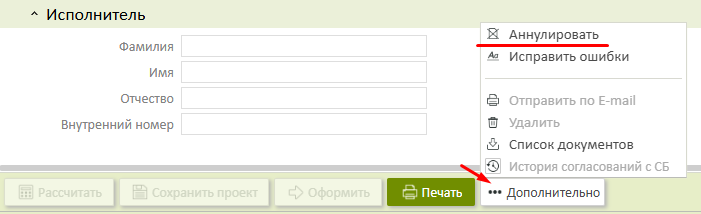 Исполнитель
Фамилия
Имя
Отчество
Внутренний номер
Аннулировать
Aa Исправить ошибки
Отправить по E-mail
Удалить
Список документов
История согласований с СБ
Рассчитать
Сохранить проект
Оформить
Печать
Дополнительно